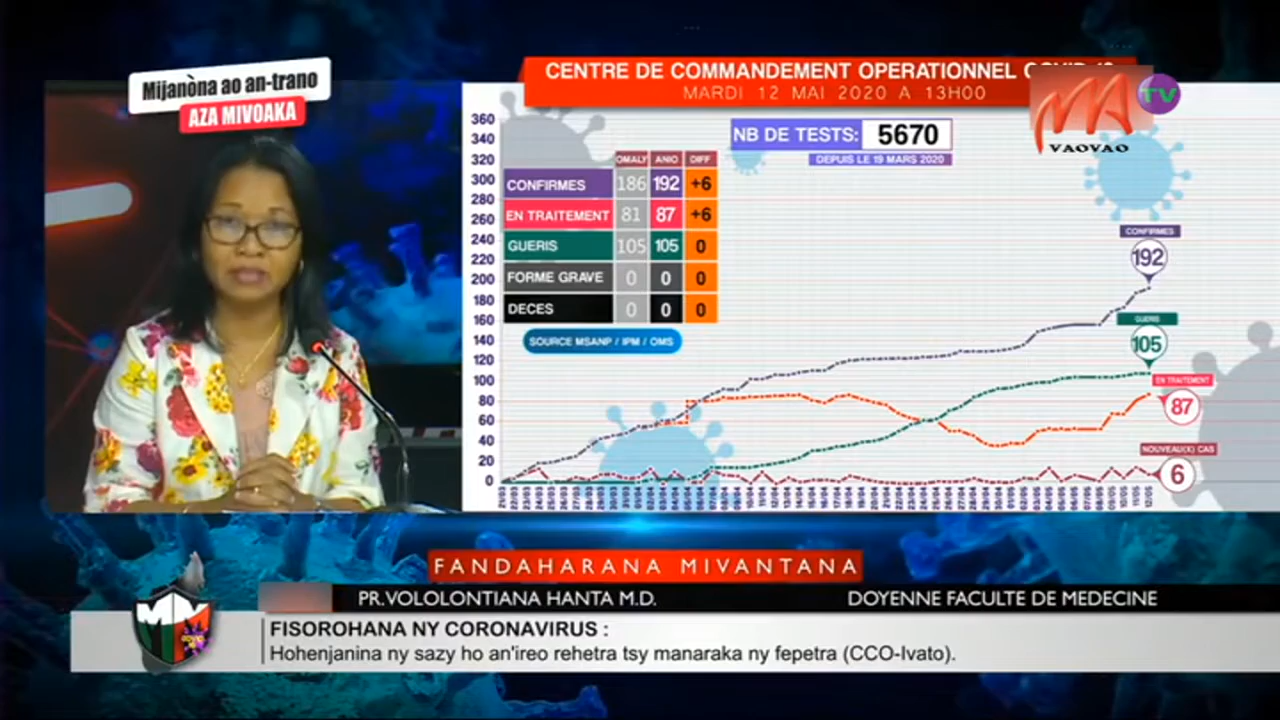 Mijanòna ao an-trano
AZA MIVOAKA
CENTRE DE COMMANDEMENT OPERATIONNEL
MARDI 12 MAI 2020 A 13H00
MA TV
VAOVAO
NB DE TESTS: 5670
DEPUIS LE 19 MARS 2020
OMALY ANIO DIFF
CONFIRMES 186 192 +6
EN TRAITEMENT 81 87 +6
GUERIS 105 105 0
FORME GRAVE 0 0 0
DECES 0 0 0
SOURCE MSANP / IPM / OMS
360
340
320
300
280
260
240
220
200
180
160
140
120
100
80
60
40
20
0
CONFIRMES
192
GUERIS
105
EN TRAITEMENT
87
NOUVEAU(X) CAS
6
FANDAHARANA MIVANTANA
PR.VOLOLONTIANA HANTA M.D. DOYENNE FACULTE DE MEDECINE
FISOROHANA NY CORONAVIRUS :
Hohenjanina ny sazy ho an'ireo rehetra tsy manaraka ny fepetra (CCO-Ivato).